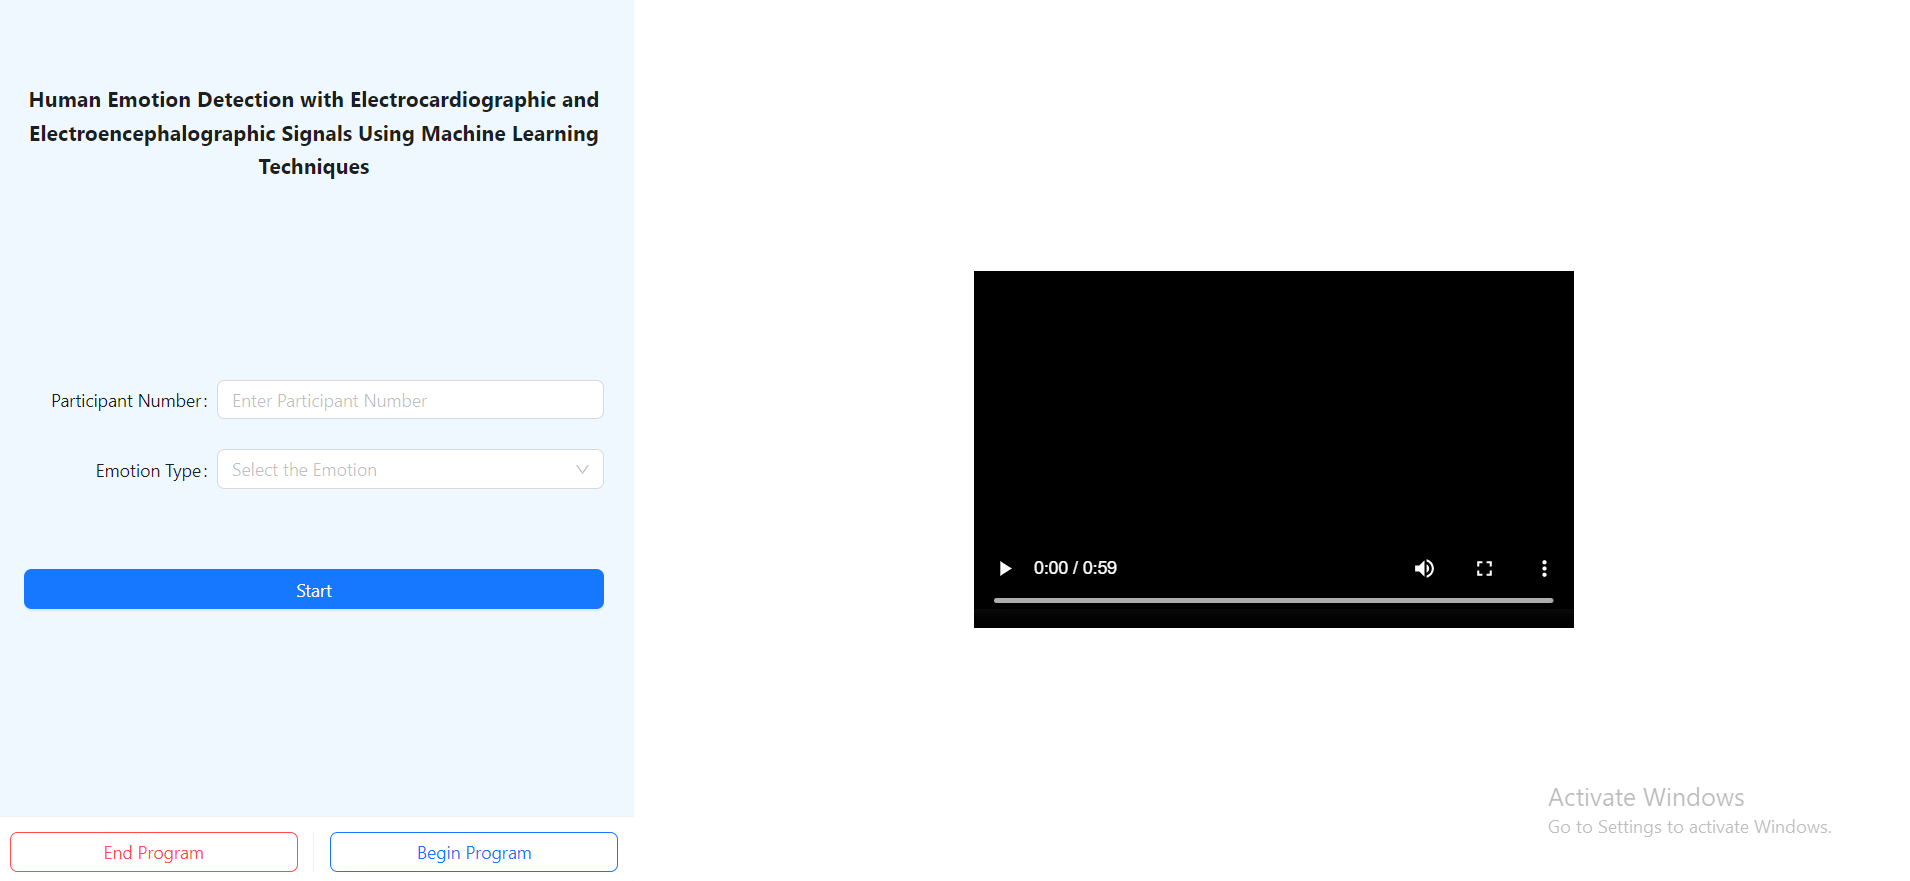 Human Emotion Detection with Electrocardiographic and
Electroencephalographic Signals Using Machine Learning
Techniques
Participant Number:
Enter Participant Number
Emotion Type:
Select the Emotion
Start
End Program
Begin Program
0:00 / 0:59
Activate Windows
Go to Settings to activate Windows.